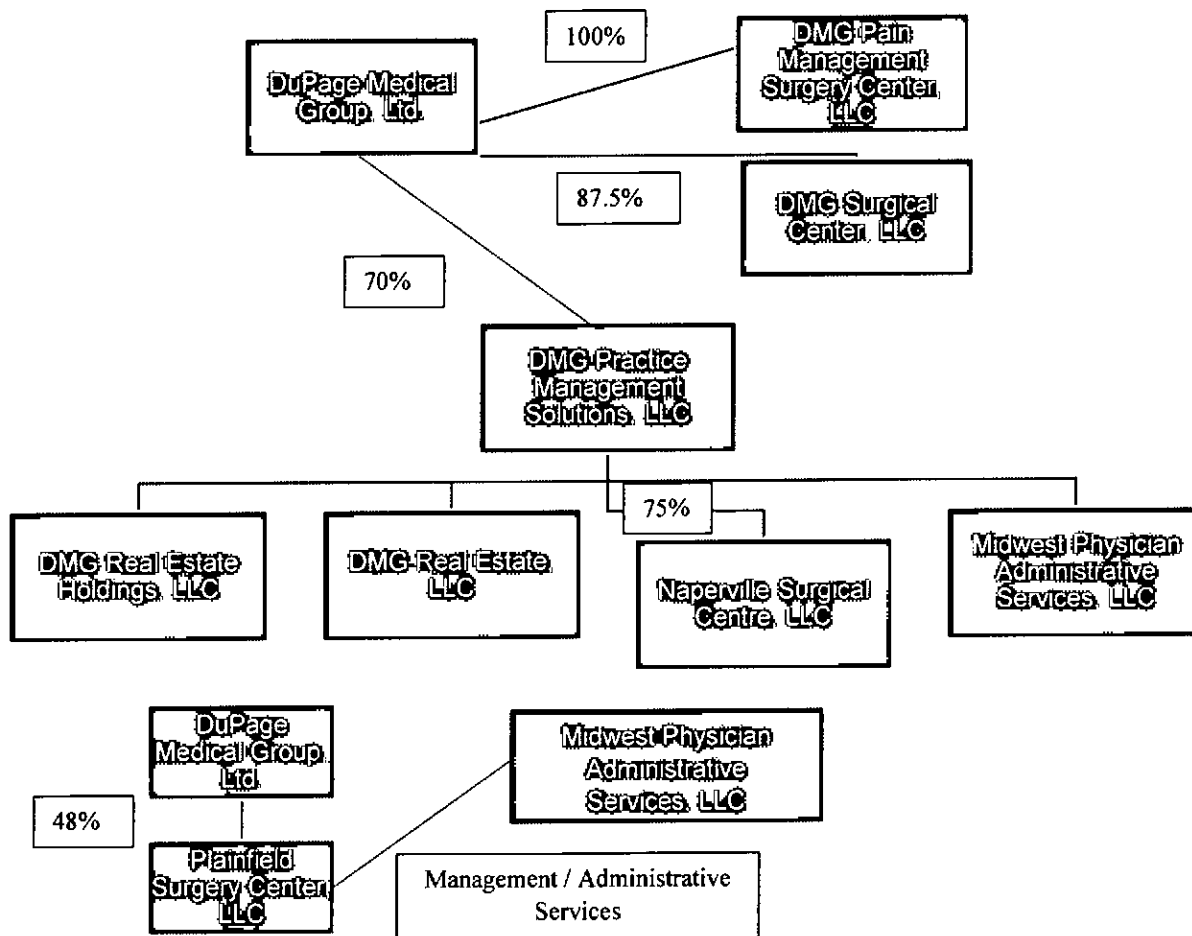 100%
DuPage Medical
Group, Ltd.
DMG Pain
Management
Surgery Center,
LLC
87.5%
DMG Surgical
Center, LLC
70%
DMG Practice
Management
Solutions, LLC
75%
DMG Real Estate
Holdings, LLC
DMG Real Estate,
LLC
Naperville Surgical
Centre, LLC
Midwest Physician
Administrative
Services, LLC
DuPage
Medical Group,
Ltd.
Midwest Physician
Administrative
Services, LLC
48%
Plainfield
Surgery Center,
LLC
Management / Administrative
Services